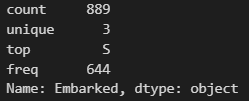 count     889
unique      3
top         S
freq      644
Name: Embarked, dtype: object